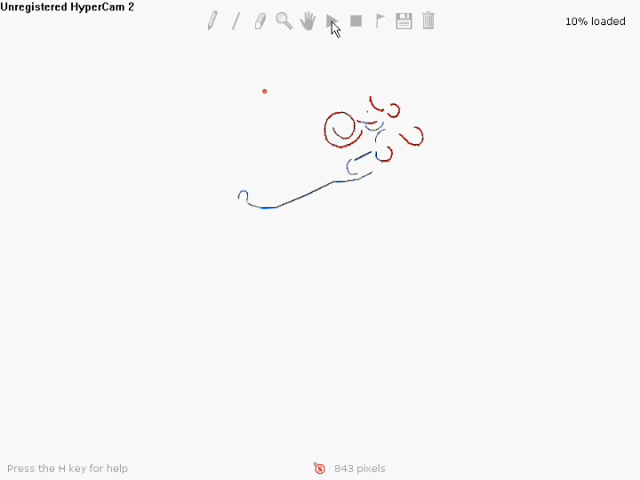 Unregistered HyperCam 2
10% loaded
Press the H key for help
843 pixels